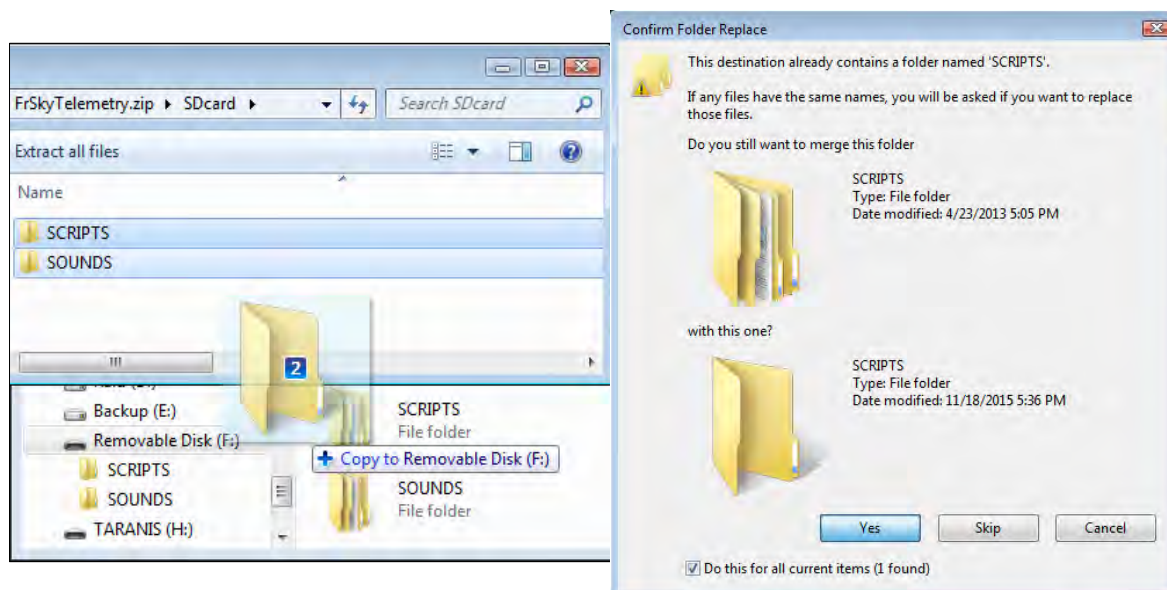 FrSkyTelemetry.zip SDcard
Search SDcard
Extract all files
Name
SCRIPTS
SOUNDS
2
Backup (E:)
Removable Disk (F:)
SCRIPTS
SOUNDS
TARANIS (H:)
SCRIPTS
File folder
Copy to Removable Disk (F:)
SOUNDS
File folder
Confirm Folder Replace
This destination already contains a folder named 'SCRIPTS'.
If any files have the same names, you will be asked if you want to replace
those files.
Do you still want to merge this folder
SCRIPTS
Type: File folder
Date modified: 4/23/2013 5:05 PM
with this one?
SCRIPTS
Type: File folder
Date modified: 11/18/2015 5:36 PM
Yes
Skip
Cancel
Do this for all current items (1 found)